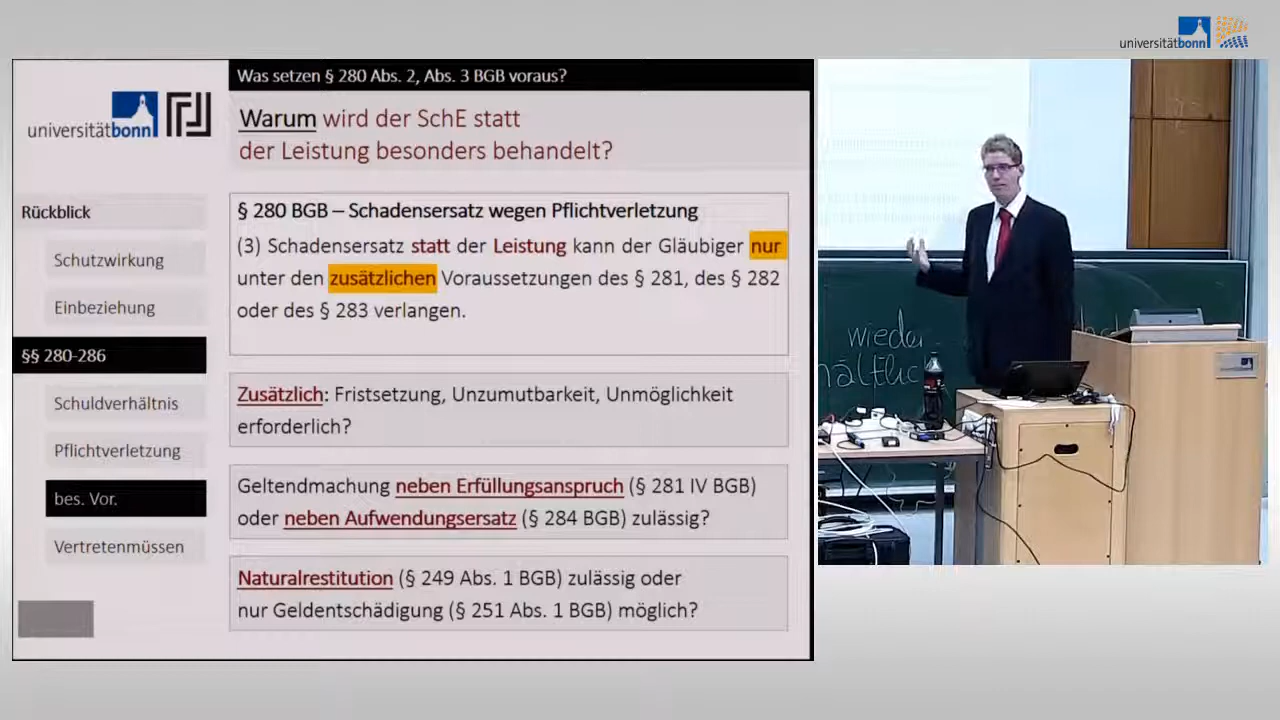 universitätbonn
Was setzen § 280 Abs. 2, Abs. 3 BGB voraus?
universitätbonn
Warum wird der SchE statt
der Leistung besonders behandelt?
Rückblick
Schutzwirkung
Einbeziehung
§§ 280-286
Schuldverhältnis
Pflichtverletzung
bes. Vor.
Vertretenmüssen
§ 280 BGB – Schadensersatz wegen Pflichtverletzung
(3) Schadensersatz statt der Leistung kann der Gläubiger nur
unter den zusätzlichen Voraussetzungen des § 281, des § 282
oder des § 283 verlangen.
Zusätzlich: Fristsetzung, Unzumutbarkeit, Unmöglichkeit
erforderlich?
Geltendmachung neben Erfüllungsanspruch (§ 281 IV BGB)
oder neben Aufwendungsersatz (§ 284 BGB) zulässig?
Naturalrestitution (§ 249 Abs. 1 BGB) zulässig oder
nur Geldentschädigung (§ 251 Abs. 1 BGB) möglich?
wieder